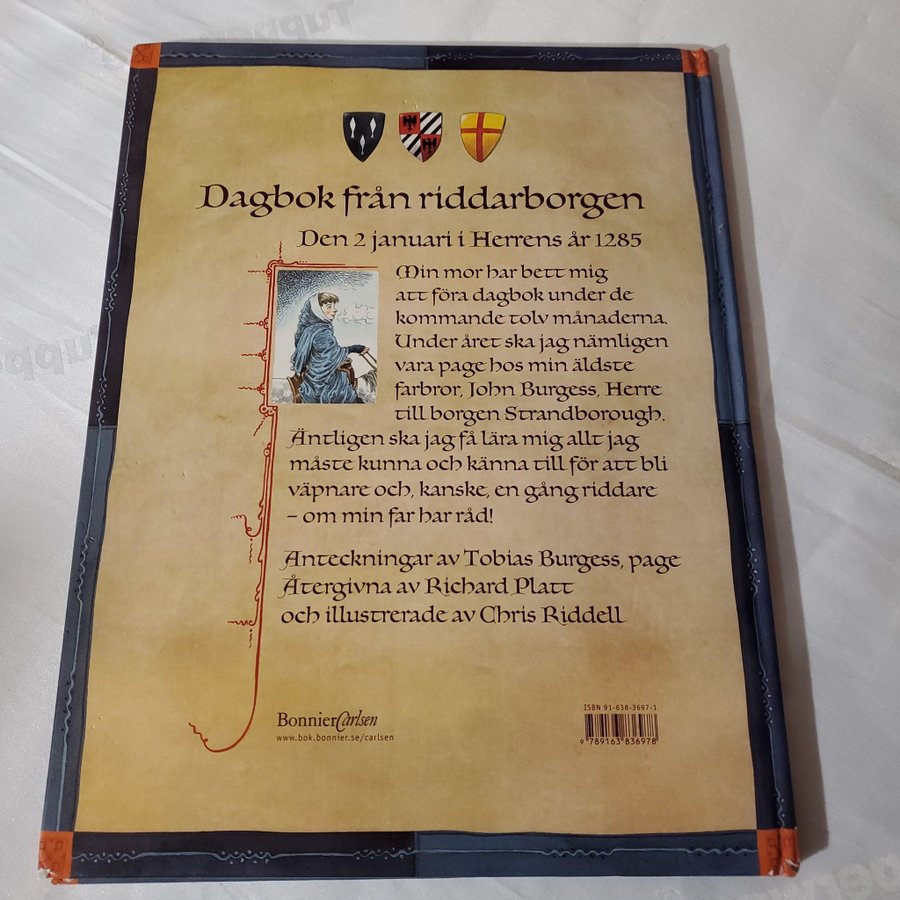 Dagbok från riddarborgen
Den 2 januari i Herrens år 1285
Min mor har bett mig
att föra dagbok under de
kommande tolv månaderna.
Under året ska jag nämligen
vara page hos min äldste
farbror, John Burgess, Herre
till borgen Strandborough.
Äntligen ska jag få lära mig allt jag
måste kunna och känna till för att bli
väpnare och, kanske, en gång riddare
– om min far har råd!
Anteckningar av Tobias Burgess, page
Återgivna av Richard Platt
och illustrerade av Chris Riddell
BonnierCarlsen
www.bok.bonnier.se/carlsen
ISBN 91-638-3697-1
9 789163 836978